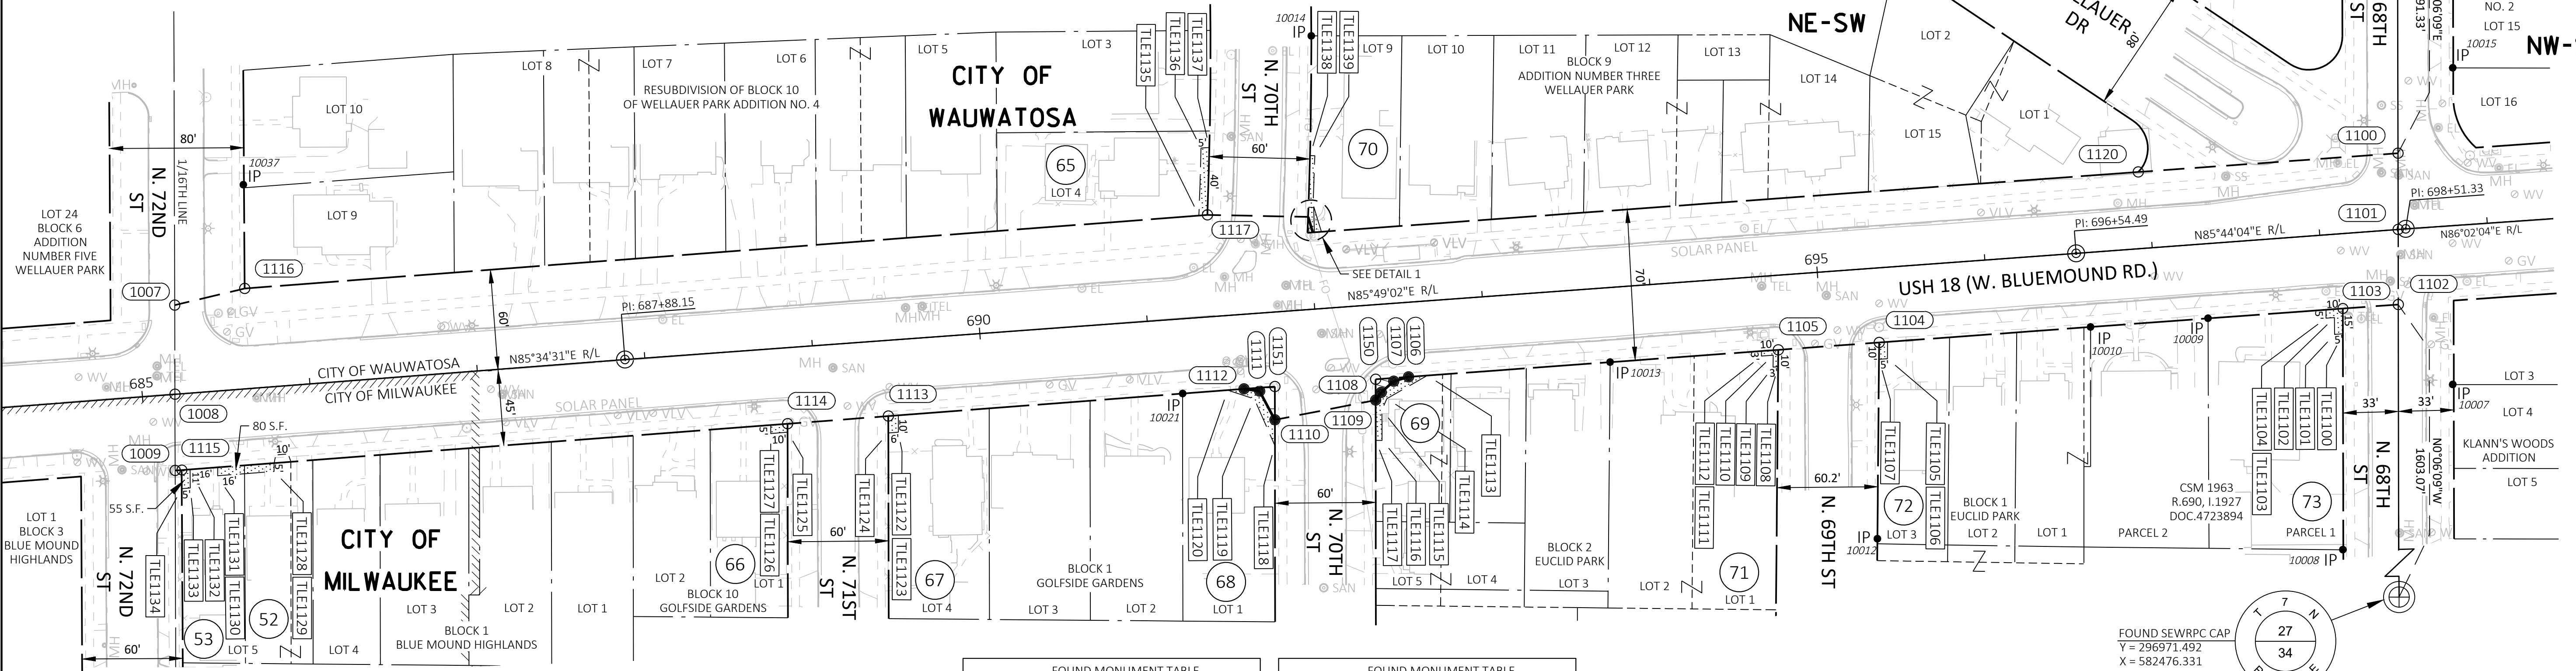 NE-SW
NW-
CITY OF
WAUWATOSA
CITY OF
MILWAUKEE
RESUBDIVISION OF BLOCK 10
OF WELLAUER PARK ADDITION NO. 4
BLOCK 9
ADDITION NUMBER THREE
WELLAUER PARK
LOT 24
BLOCK 6
ADDITION
NUMBER FIVE
WELLAUER PARK
N. 72ND
ST
1/16TH LINE
80'
10037
IP
LOT 10
LOT 9
LOT 8
LOT 7
LOT 6
LOT 5
LOT 3
65
LOT 4
TLE1135
TLE1136
TLE1137
5'
40'
N. 70TH
ST
60'
10014
IP
TLE1138
TLE1139
70
LOT 9
LOT 10
LOT 11
LOT 12
LOT 13
LOT 14
LOT 15
LOT 2
LOT 1
DR
80'
68TH
ST
NO. 2
LOT 15
10015
IP
LOT 16
1100
1120
1101
PI: 698+51.33
PI: 696+54.49
N85°44'04"E R/L
N86°02'04"E R/L
1007
1116
1117
SEE DETAIL 1
SOLAR PANEL
695
USH 18 (W. BLUEMOUND RD.)
N85°49'02"E R/L
70'
PI: 687+88.15
690
60'
45'
N85°34'31"E R/L
CITY OF WAUWATOSA
CITY OF MILWAUKEE
685
1008
1009
1115
80 S.F.
55 S.F.
SOLAR PANEL
1114
1113
1112
1111
1151
1150
1107
1106
1108
1109
1110
IP
10021
IP 10013
1105
1104
1103
1102
IP
10010
IP
10009
IP
10007
LOT 3
LOT 4
KLANN'S WOODS
ADDITION
LOT 5
33'
33'
N. 68TH
ST
N0°06'09"W
1603.07'
LOT 1
BLOCK 3
BLUE MOUND
HIGHLANDS
N. 72ND
ST
60'
TLE1134
TLE1133
TLE1132
TLE1131
TLE1130
TLE1128
TLE1129
53
52
LOT 5
LOT 4
LOT 3
LOT 2
LOT 1
BLOCK 1
BLUE MOUND HIGHLANDS
LOT 2
LOT 1
BLOCK 10
GOLFSIDE GARDENS
66
TLE1127
TLE1126
TLE1125
TLE1124
TLE1122
TLE1123
60'
N. 71ST
ST
67
LOT 4
LOT 3
LOT 2
LOT 1
BLOCK 1
GOLFSIDE GARDENS
68
TLE1120
TLE1119
TLE1118
60'
N. 70TH
ST
69
TLE1117
TLE1116
TLE1115
TLE1114
TLE1113
LOT 5
LOT 4
LOT 3
LOT 2
LOT 1
BLOCK 2
EUCLID PARK
71
TLE1112
TLE1111
TLE1110
TLE1109
TLE1108
60.2'
N. 69TH ST
IP
10012
72
TLE1107
TLE1105
TLE1106
LOT 3
LOT 2
LOT 1
BLOCK 1
EUCLID PARK
CSM 1963
R.690, I.1927
DOC.4723894
PARCEL 2
PARCEL 1
73
TLE1104
TLE1103
TLE1102
TLE1101
TLE1100
10008 IP
FOUND SEWRPC CAP
Y = 296971.492
X = 582476.331
T 7 N
27
34
FOUND MONUMENT TABLE
FOUND MONUMENT TABLE